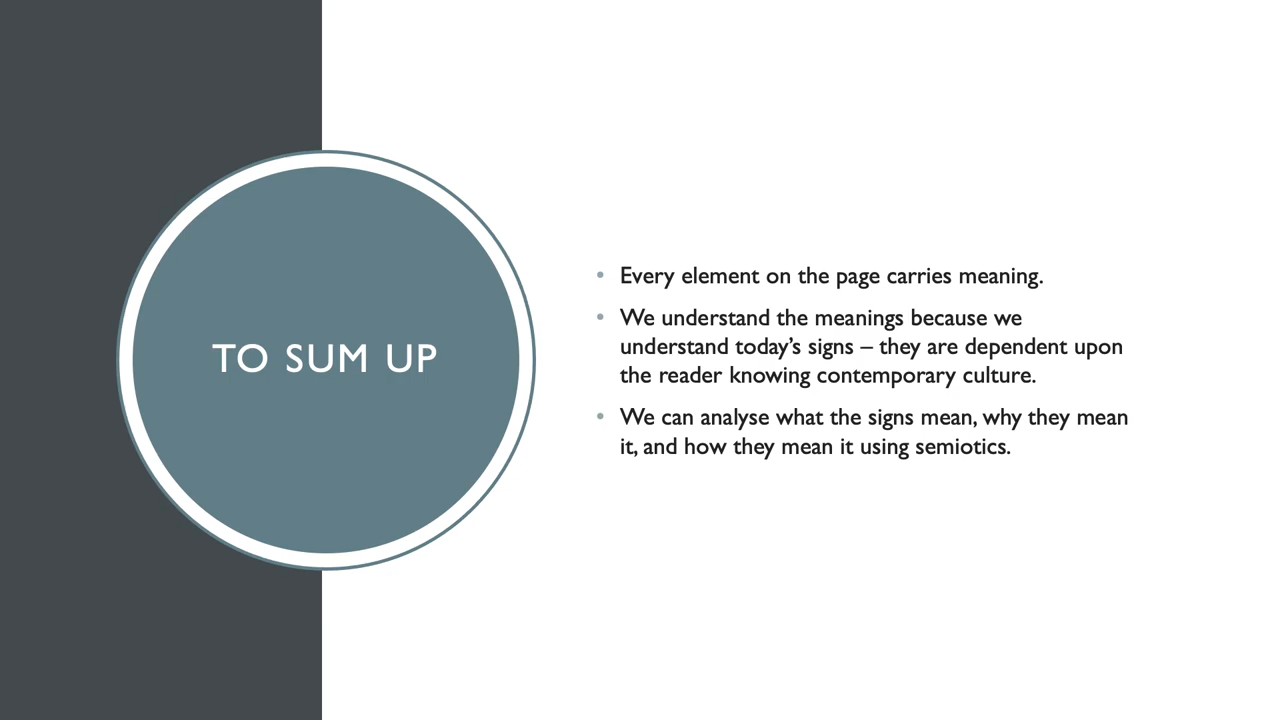 TO SUM UP
• Every element on the page carries meaning.
• We understand the meanings because we
understand today's signs – they are dependent upon
the reader knowing contemporary culture.
• We can analyse what the signs mean, why they mean
it, and how they mean it using semiotics.